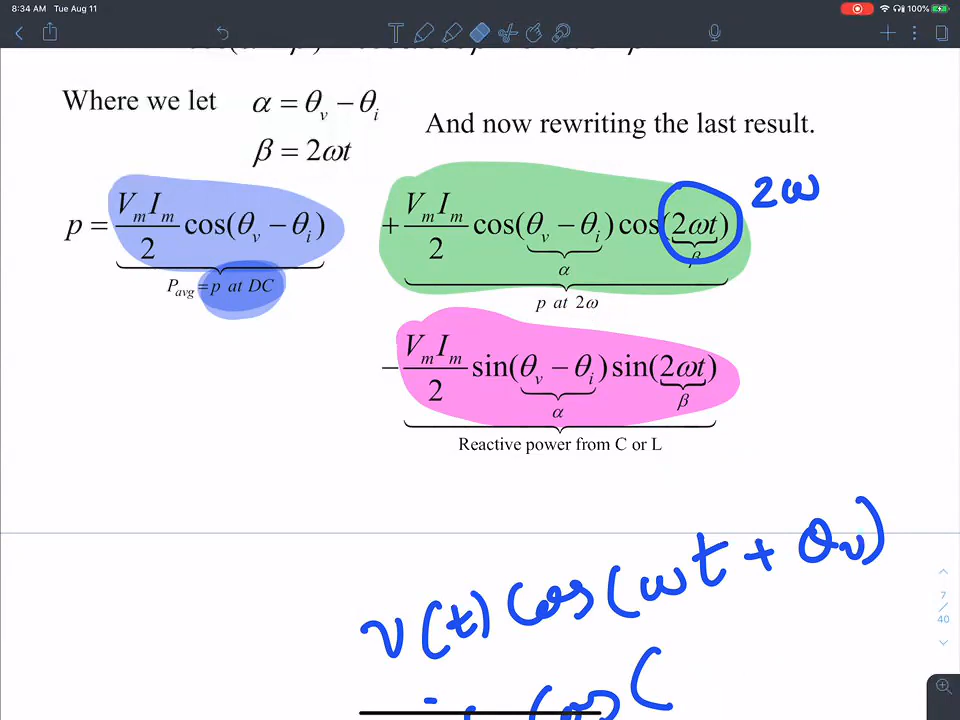 8:34 AM Tue Aug 11
100%
T
Where we let α = θv − θi
β = 2ωt
And now rewriting the last result.
2ω
p = VmIm/2 cos(θv − θi) + VmIm/2 cos(θv − θi)cos(2ωt)
α β
Pavg = p at DC
p at 2ω
− VmIm/2 sin(θv − θi)sin(2ωt)
α β
Reactive power from C or L
v(t) cos(ωt + θv)
cos(
7
/
40